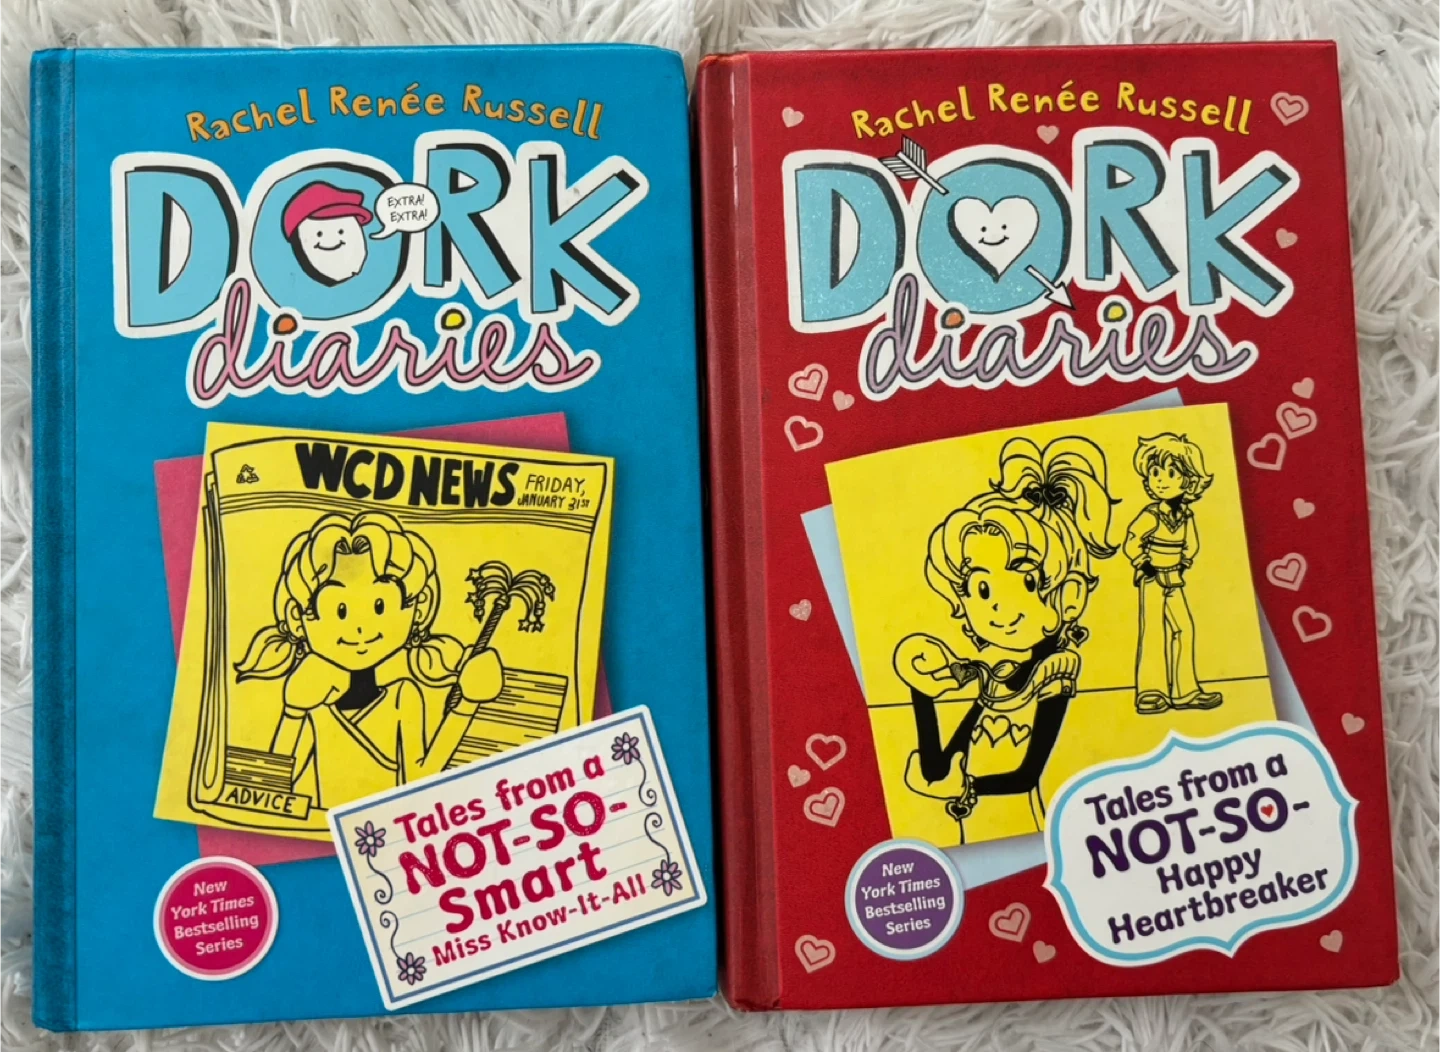 Rachel Renée Russell
DORK
EXTRA!
EXTRA!
diaries
WCD NEWS
FRIDAY,
JANUARY 31ST
ADVICE
Tales from a
NOT-SO-
Smart
Miss Know-It-All
New
York Times
Bestselling
Series
Rachel Renée Russell
DORK
diaries
Tales from a
NOT-SO-
Happy
Heartbreaker
New
York Times
Bestselling
Series